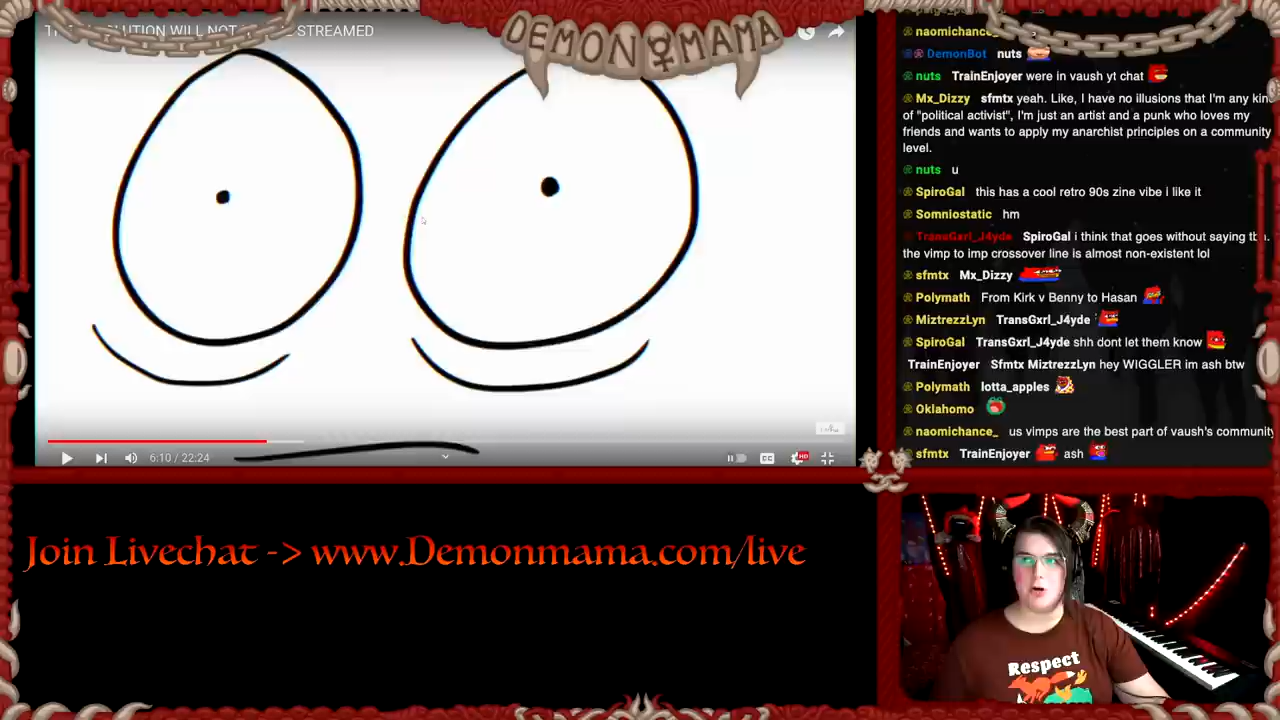 UTION WILL NOT
STREAMED
DEMON MAMA
naomichance_
DemonBot nuts
nuts TrainEnjoyer were in vaush yt chat
Mx_Dizzy sfmtx yeah. Like, I have no illusions that I'm any kin
of "political activist", I'm just an artist and a punk who loves my
friends and wants to apply my anarchist principles on a community
level.
nuts u
SpiroGal this has a cool retro 90s zine vibe i like it
Somniostatic hm
TransGxrl_J4yde SpiroGal i think that goes without saying
the vimp to imp crossover line is almost non-existent lol
sfmtx Mx_Dizzy
Polymath From Kirk v Benny to Hasan
MiztrezzLyn TransGxrl_J4yde
SpiroGal TransGxrl_J4yde shh dont let them know
TrainEnjoyer Sfmtx MiztrezzLyn hey WIGGLER im ash btw
Polymath lotta_apples
Oklahomo
naomichance_ us vimps are the best part of vaush's community
sfmtx TrainEnjoyer ash
6:10 / 22:24
CC
HD
Join Livechat -> www.Demonmama.com/live
Respect